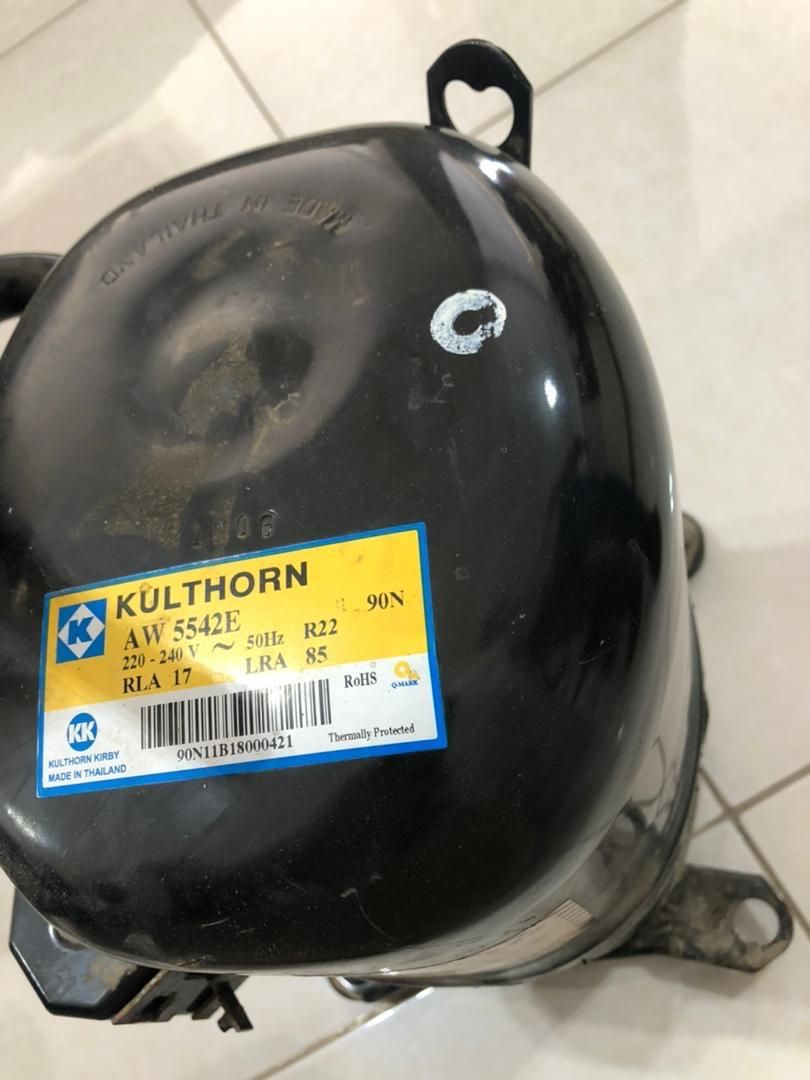 MADE IN THAILAND
KULTHORN
AW 5542E
90N
220 - 240 V ~ 50Hz R22
RLA 17 LRA 85
RoHS
Q-MARK
K
KK
KULTHORN KIRBY
MADE IN THAILAND
90N11B18000421
Thermally Protected